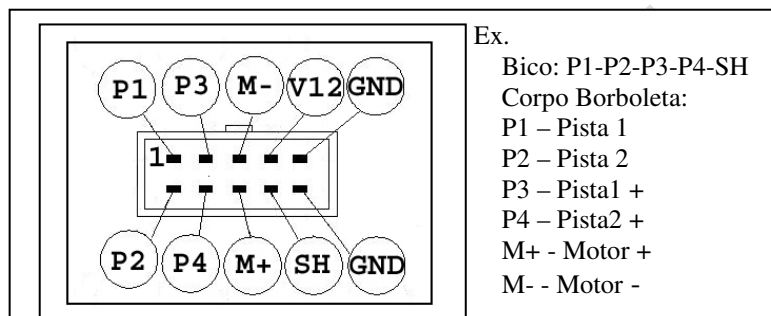 P1 P3 M- V12 GND
1
P2 P4 M+ SH GND
Ex.
Bico: P1-P2-P3-P4-SH
Corpo Borboleta:
P1 – Pista 1
P2 – Pista 2
P3 – Pista1 +
P4 – Pista2 +
M+ - Motor +
M- - Motor -